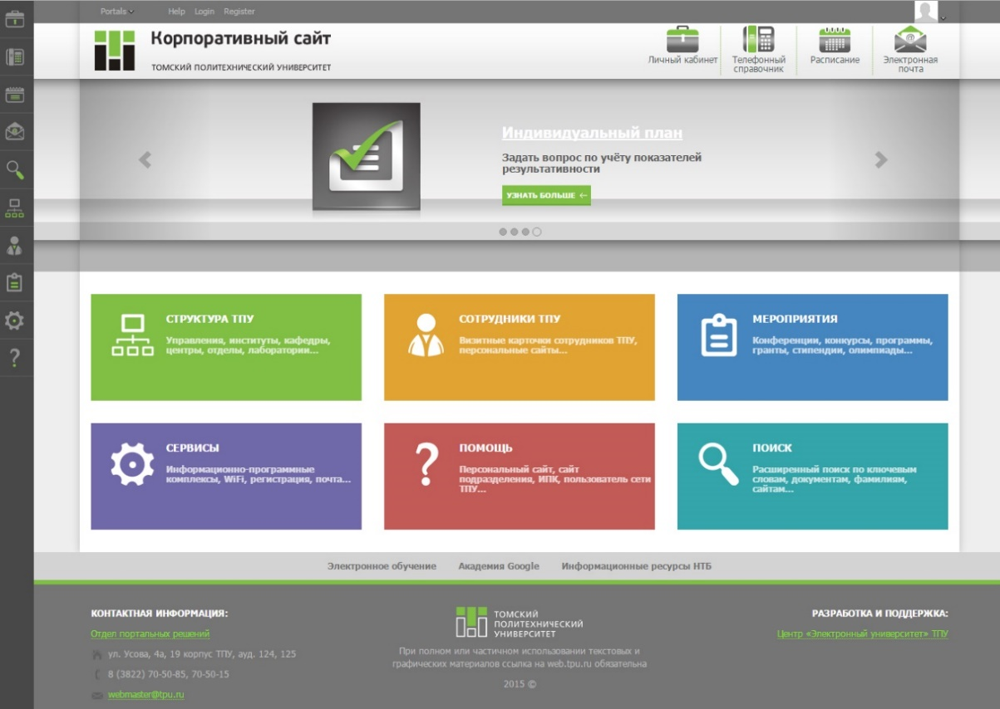 Portals Help Login Register
Корпоративный сайт
ТОМСКИЙ ПОЛИТЕХНИЧЕСКИЙ УНИВЕРСИТЕТ
Личный кабинет
Телефонный
справочник
Расписание
Электронная
почта
Индивидуальный план
Задать вопрос по учёту показателей
результативности
УЗНАТЬ БОЛЬШЕ ←
СТРУКТУРА ТПУ
Управления, институты, кафедры,
центры, отделы, лаборатории...
СОТРУДНИКИ ТПУ
Визитные карточки сотрудников ТПУ,
персональные сайты...
МЕРОПРИЯТИЯ
Конференции, конкурсы, программы,
гранты, стипендии, олимпиады...
СЕРВИСЫ
Информационно-программные
комплексы, WiFi, регистрация, почта...
ПОМОЩЬ
Персональный сайт, сайт
подразделения, ИПК, пользователь сети
ТПУ...
ПОИСК
Расширенный поиск по ключевым
словам, документам, фамилиям,
сайтам...
Электронное обучение Академия Google Информационные ресурсы НТБ
КОНТАКТНАЯ ИНФОРМАЦИЯ:
Отдел портальных решений
ул. Усова, 4а, 19 корпус ТПУ, ауд. 124, 125
8 (3822) 70-50-85, 70-50-15
webmaster@tpu.ru
ТОМСКИЙ
ПОЛИТЕХНИЧЕСКИЙ
УНИВЕРСИТЕТ
При полном или частичном использовании текстовых и
графических материалов ссылка на web.tpu.ru обязательна
2015 ©
РАЗРАБОТКА И ПОДДЕРЖКА:
Центр «Электронный университет» ТПУ